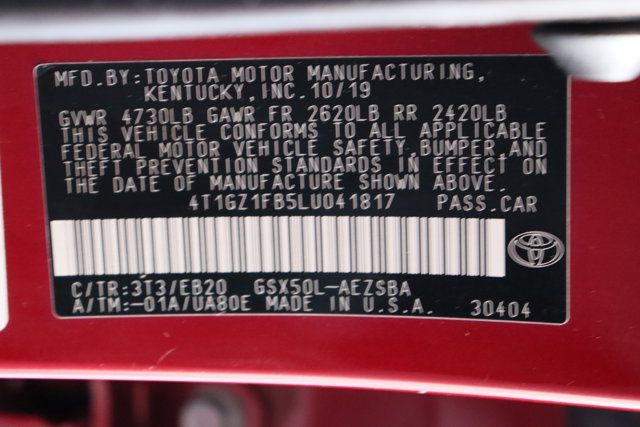 MFD.BY:TOYOTA MOTOR MANUFACTURING,
KENTUCKY,INC.10/19
GVWR 4730LB GAWR FR 2620LB RR 2420LB
THIS VEHICLE CONFORMS TO ALL APPLICABLE
FEDERAL MOTOR VEHICLE SAFETY,BUMPER,AND
THEFT PREVENTION STANDARDS IN EFFECT ON
THE DATE OF MANUFACTURE SHOWN ABOVE.
4T1GZ1FB5LU041817 PASS.CAR
C/TR:3T3/EB20 GSX50L-AEZSBA
A/TM:-01A/UA80E MADE IN U.S.A. 30404